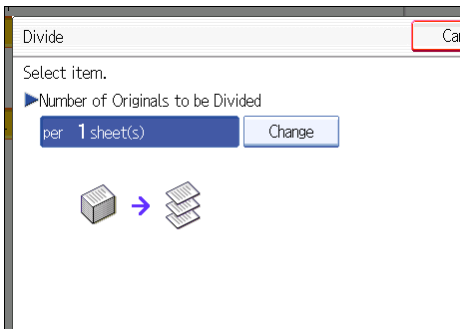 Divide
Select item.
▶Number of Originals to be Divided
per 1 sheet(s) Change